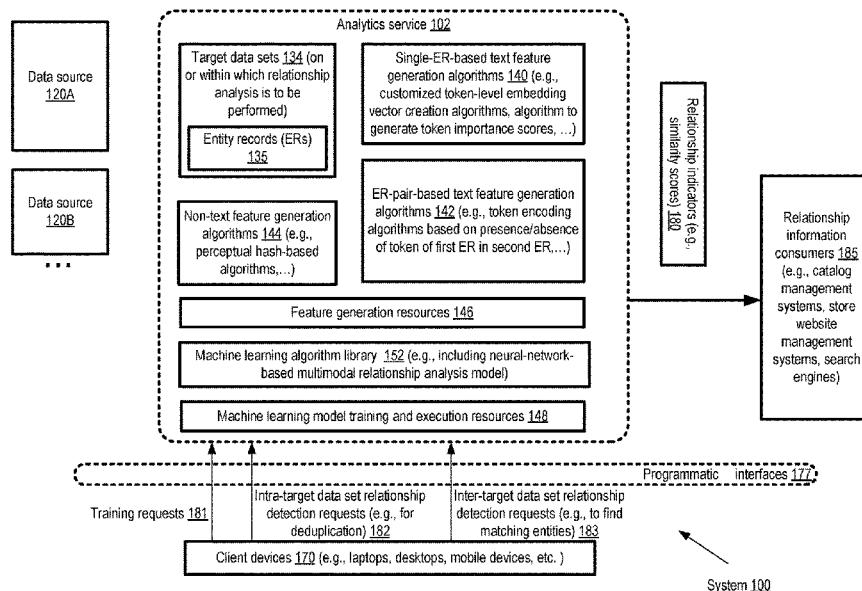 Analytics service 102
Data source
120A
Data source
120B
...
Target data sets 134 (on
or within which relationship
analysis is to be
performed)
Entity records (ERs)
135
Single-ER-based text feature
generation algorithms 140 (e.g.,
customized token-level embedding
vector creation algorithms, algorithm to
generate token importance scores, ...)
Non-text feature generation
algorithms 144 (e.g.,
perceptual hash-based
algorithms,...)
ER-pair-based text feature generation
algorithms 142 (e.g., token encoding
algorithms based on presence/absence
of token of first ER in second ER,...)
Feature generation resources 146
Machine learning algorithm library 152 (e.g., including neural-network-
based multimodal relationship analysis model)
Machine learning model training and execution resources 148
Relationship indicators (e.g.,
similarity scores) 180
Relationship
information
consumers 185
(e.g., catalog
management
systems, store
website
management
systems, search
engines)
Programmatic interfaces 177
Training requests 181
Intra-target data set relationship
detection requests (e.g., for
deduplication) 182
Inter-target data set relationship
detection requests (e.g., to find
matching entities) 183
Client devices 170 (e.g., laptops, desktops, mobile devices, etc. )
System 100